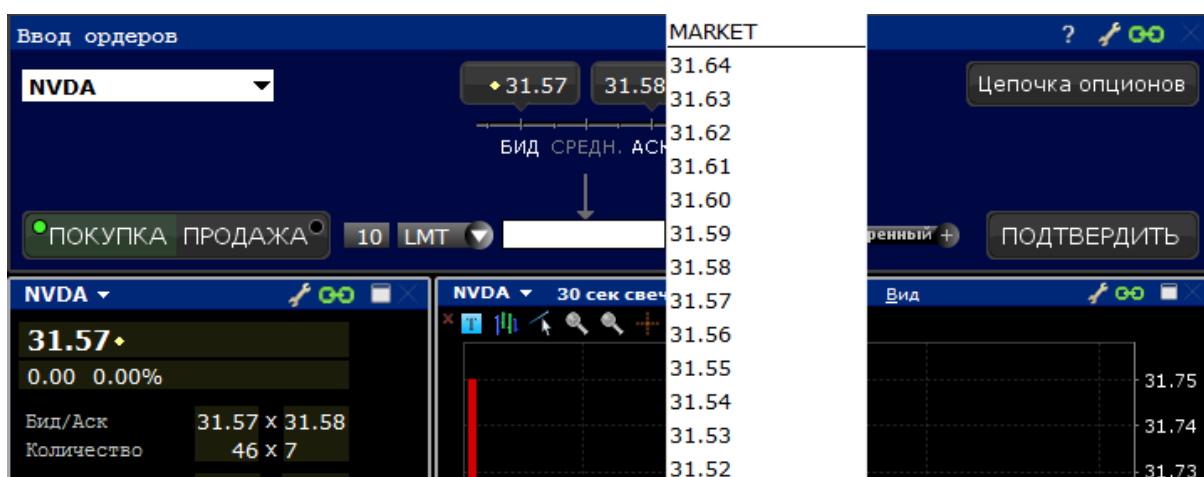 Ввод ордеров
?
NVDA
31.57
31.58
Цепочка опционов
БИД СРЕДН. АСК
ПОКУПКА ПРОДАЖА 10 LMT
+ ПОДТВЕРДИТЬ
MARKET
31.64
31.63
31.62
31.61
31.60
31.59
31.58
31.57
31.56
31.55
31.54
31.53
31.52
NVDA
31.57
0.00 0.00%
Бид/Аск 31.57 x 31.58
Количество 46 x 7
NVDA 30 сек Вид
T
31.75
31.74
31.73